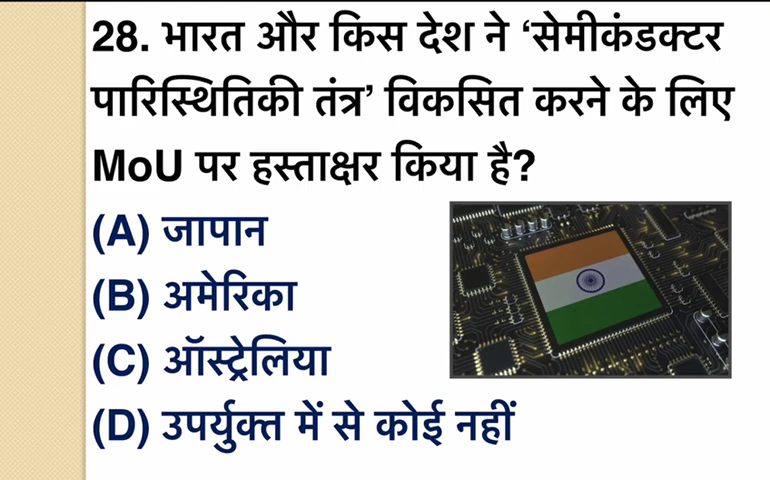 28. भारत और किस देश ने ‘सेमीकंडक्टर
पारिस्थितिकी तंत्र’ विकसित करने के लिए
MoU पर हस्ताक्षर किया है?
(A) जापान
(B) अमेरिका
(C) ऑस्ट्रेलिया
(D) उपर्युक्त में से कोई नहीं